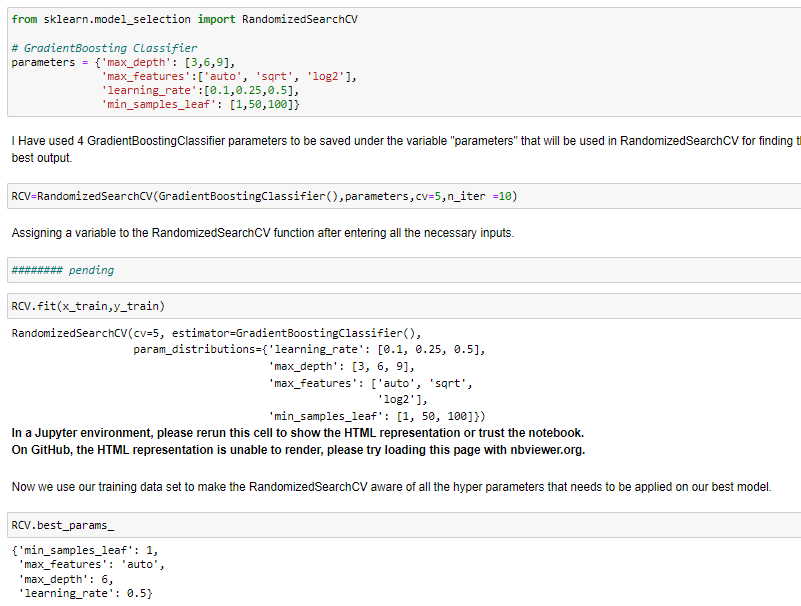 from sklearn.model_selection import RandomizedSearchCV
# GradientBoosting Classifier
parameters = {'max_depth': [3,6,9],
'max_features':['auto', 'sqrt', 'log2'],
'learning_rate':[0.1,0.25,0.5],
'min_samples_leaf': [1,50,100]}
I Have used 4 GradientBoostingClassifier parameters to be saved under the variable "parameters" that will be used in RandomizedSearchCV for finding
best output.
RCV=RandomizedSearchCV(GradientBoostingClassifier(),parameters,cv=5,n_iter =10)
Assigning a variable to the RandomizedSearchCV function after entering all the necessary inputs.
######## pending
RCV.fit(x_train,y_train)
RandomizedSearchCV(cv=5, estimator=GradientBoostingClassifier(),
param_distributions={'learning_rate': [0.1, 0.25, 0.5],
'max_depth': [3, 6, 9],
'max_features': ['auto', 'sqrt',
'log2'],
'min_samples_leaf': [1, 50, 100]})
In a Jupyter environment, please rerun this cell to show the HTML representation or trust the notebook.
On GitHub, the HTML representation is unable to render, please try loading this page with nbviewer.org.
Now we use our training data set to make the RandomizedSearchCV aware of all the hyper parameters that needs to be applied on our best model.
RCV.best_params_
{'min_samples_leaf': 1,
'max_features': 'auto',
'max_depth': 6,
'learning_rate': 0.5}